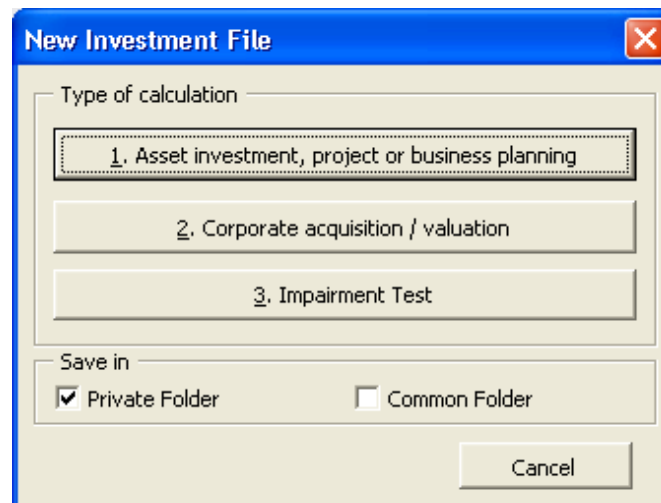 New Investment File
Type of calculation
1. Asset investment, project or business planning
2. Corporate acquisition / valuation
3. Impairment Test
Save in
Private Folder Common Folder
Cancel